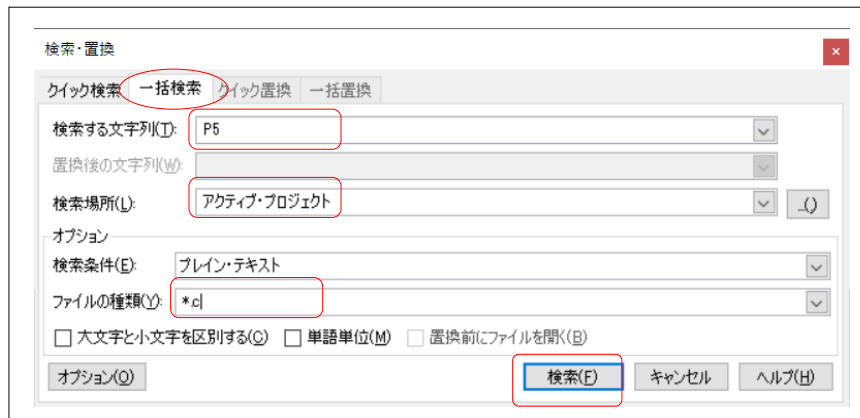 検索・置換
クイック検索 一括検索 クイック置換 一括置換
検索する文字列(T): P5
置換後の文字列(W):
検索場所(L): アクティブ・プロジェクト ...()
オプション
検索条件(E): プレイン・テキスト
ファイルの種類(Y): *.c
大文字と小文字を区別する(C) 単語単位(M) 置換前にファイルを開く(B)
オプション(O) 検索(F) キャンセル ヘルプ(H)